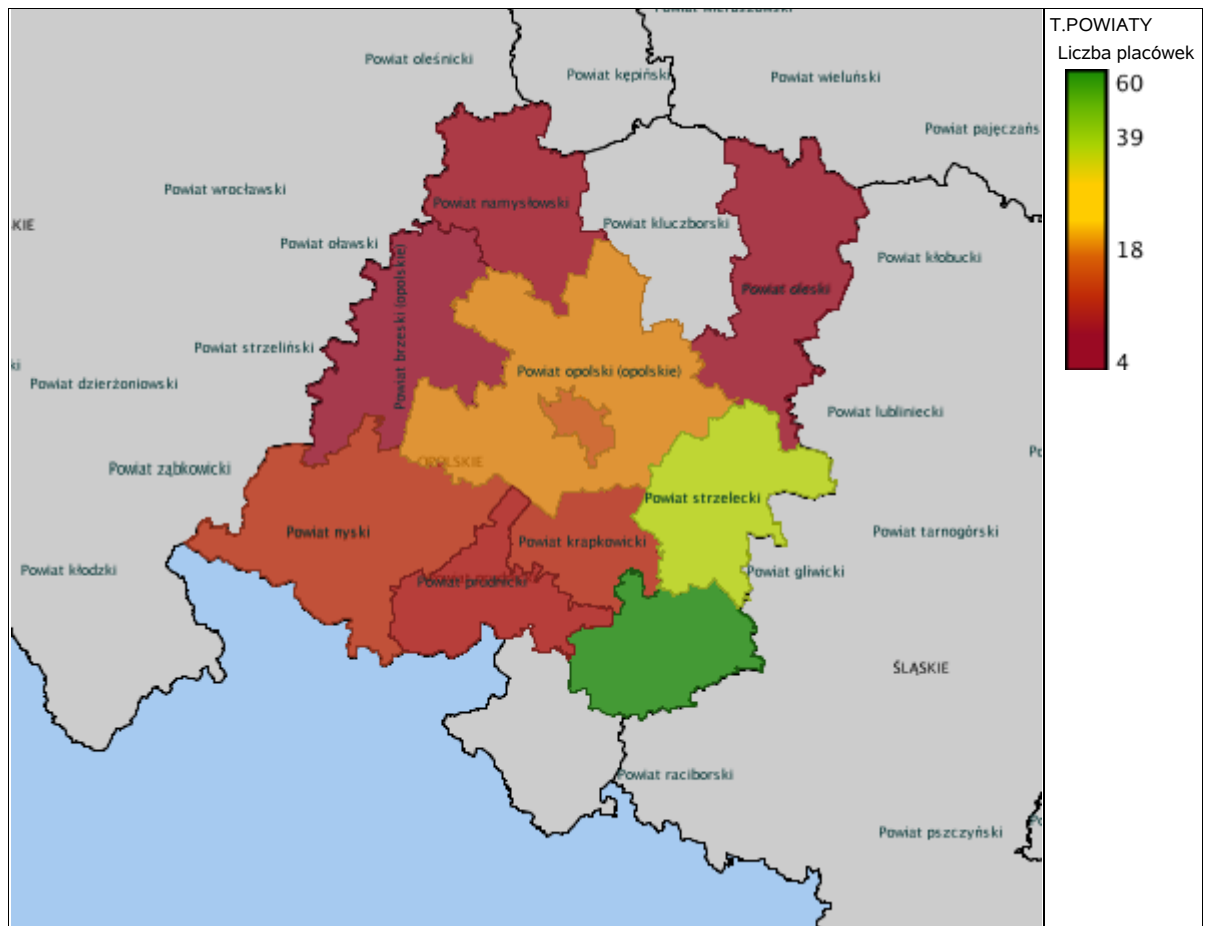 T.POWIATY
Liczba placówek
60
39
18
4
Powiat oleśnicki
Powiat kępiński
Powiat wieluński
Powiat pajęczańs
Powiat wrocławski
Powiat namysłowski
Powiat kluczborski
KIE
Powiat oławski
Powiat kłobucki
Powiat brzeski (opolskie)
Powiat oleski
Powiat strzeliński
ki
Powiat dzierżoniowski
Powiat opolski (opolskie)
Powiat lubliniecki
Powiat ząbkowicki
OPOLSKIE
Powiat strzelecki
Powiat nyski
Powiat krapkowicki
Powiat tarnogórski
Powiat kłodzki
Powiat prudnicki
Powiat gliwicki
ŚLĄSKIE
Powiat raciborski
Powiat pszczyński